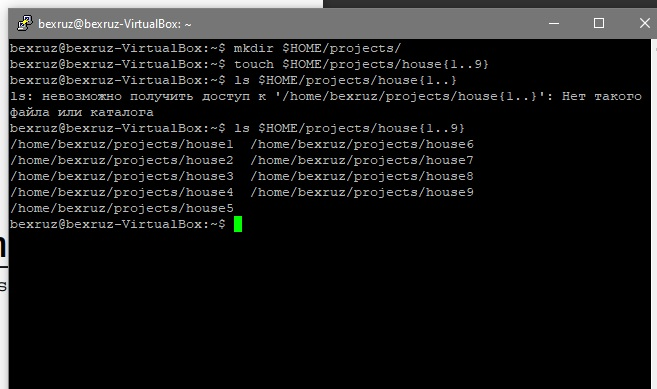 bexruz@bexruz-VirtualBox: ~
bexruz@bexruz-VirtualBox:~$ mkdir $HOME/projects/
bexruz@bexruz-VirtualBox:~$ touch $HOME/projects/house{1..9}
bexruz@bexruz-VirtualBox:~$ ls $HOME/projects/house{1..}
ls: невозможно получить доступ к '/home/bexruz/projects/house{1..}': Нет такого
файла или каталога
bexruz@bexruz-VirtualBox:~$ ls $HOME/projects/house{1..9}
/home/bexruz/projects/house1  /home/bexruz/projects/house6
/home/bexruz/projects/house2  /home/bexruz/projects/house7
/home/bexruz/projects/house3  /home/bexruz/projects/house8
/home/bexruz/projects/house4  /home/bexruz/projects/house9
/home/bexruz/projects/house5
bexruz@bexruz-VirtualBox:~$